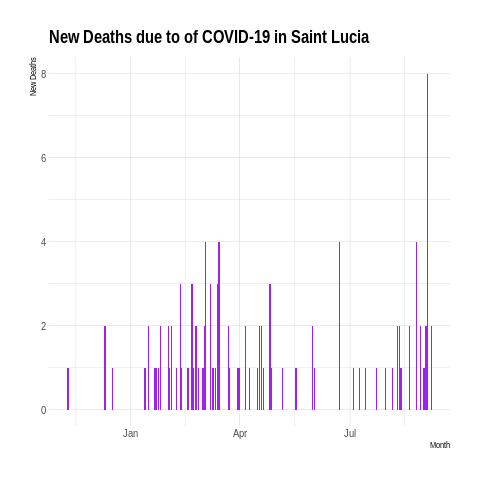 New Deaths due to of COVID-19 in Saint Lucia
New Deaths
8
6
4
2
0
Jan Apr Jul
Month